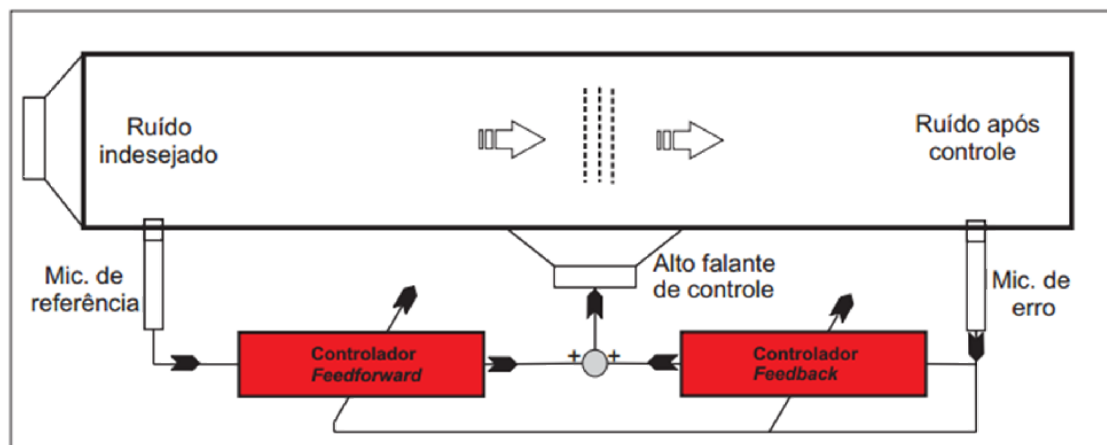 Ruído
indesejado
Ruído após
controle
Mic. de
referência
Alto falante
de controle
Mic. de
erro
Controlador
Feedforward
+ +
Controlador
Feedback